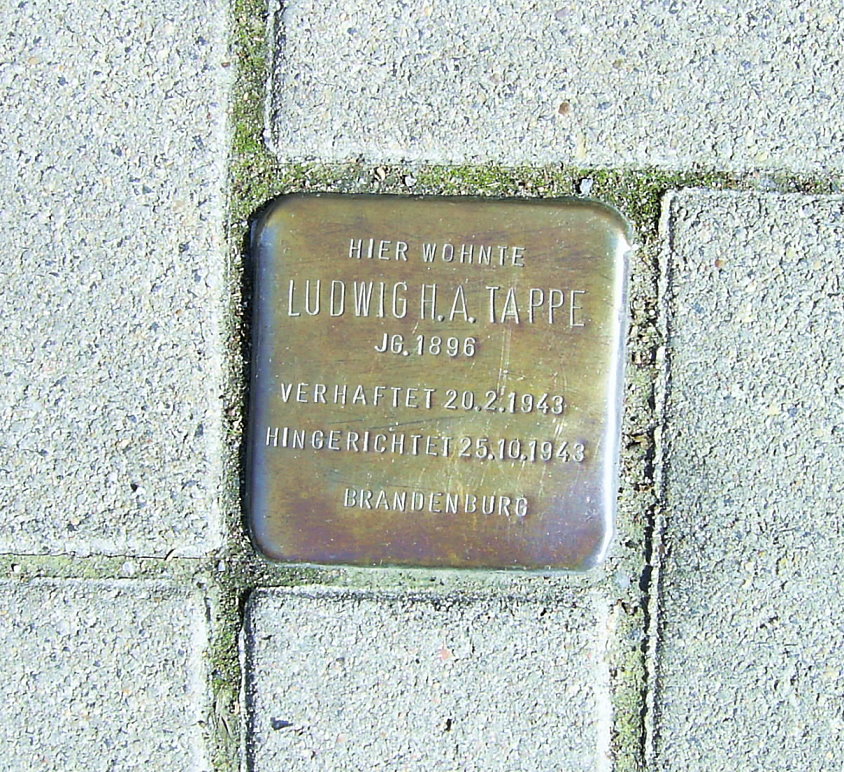 HIER WOHNTE
LUDWIG H. A. TAPPE
JG. 1896
VERHAFTET 20.2.1943
HINGERICHTET 25.10.1943
BRANDENBURG